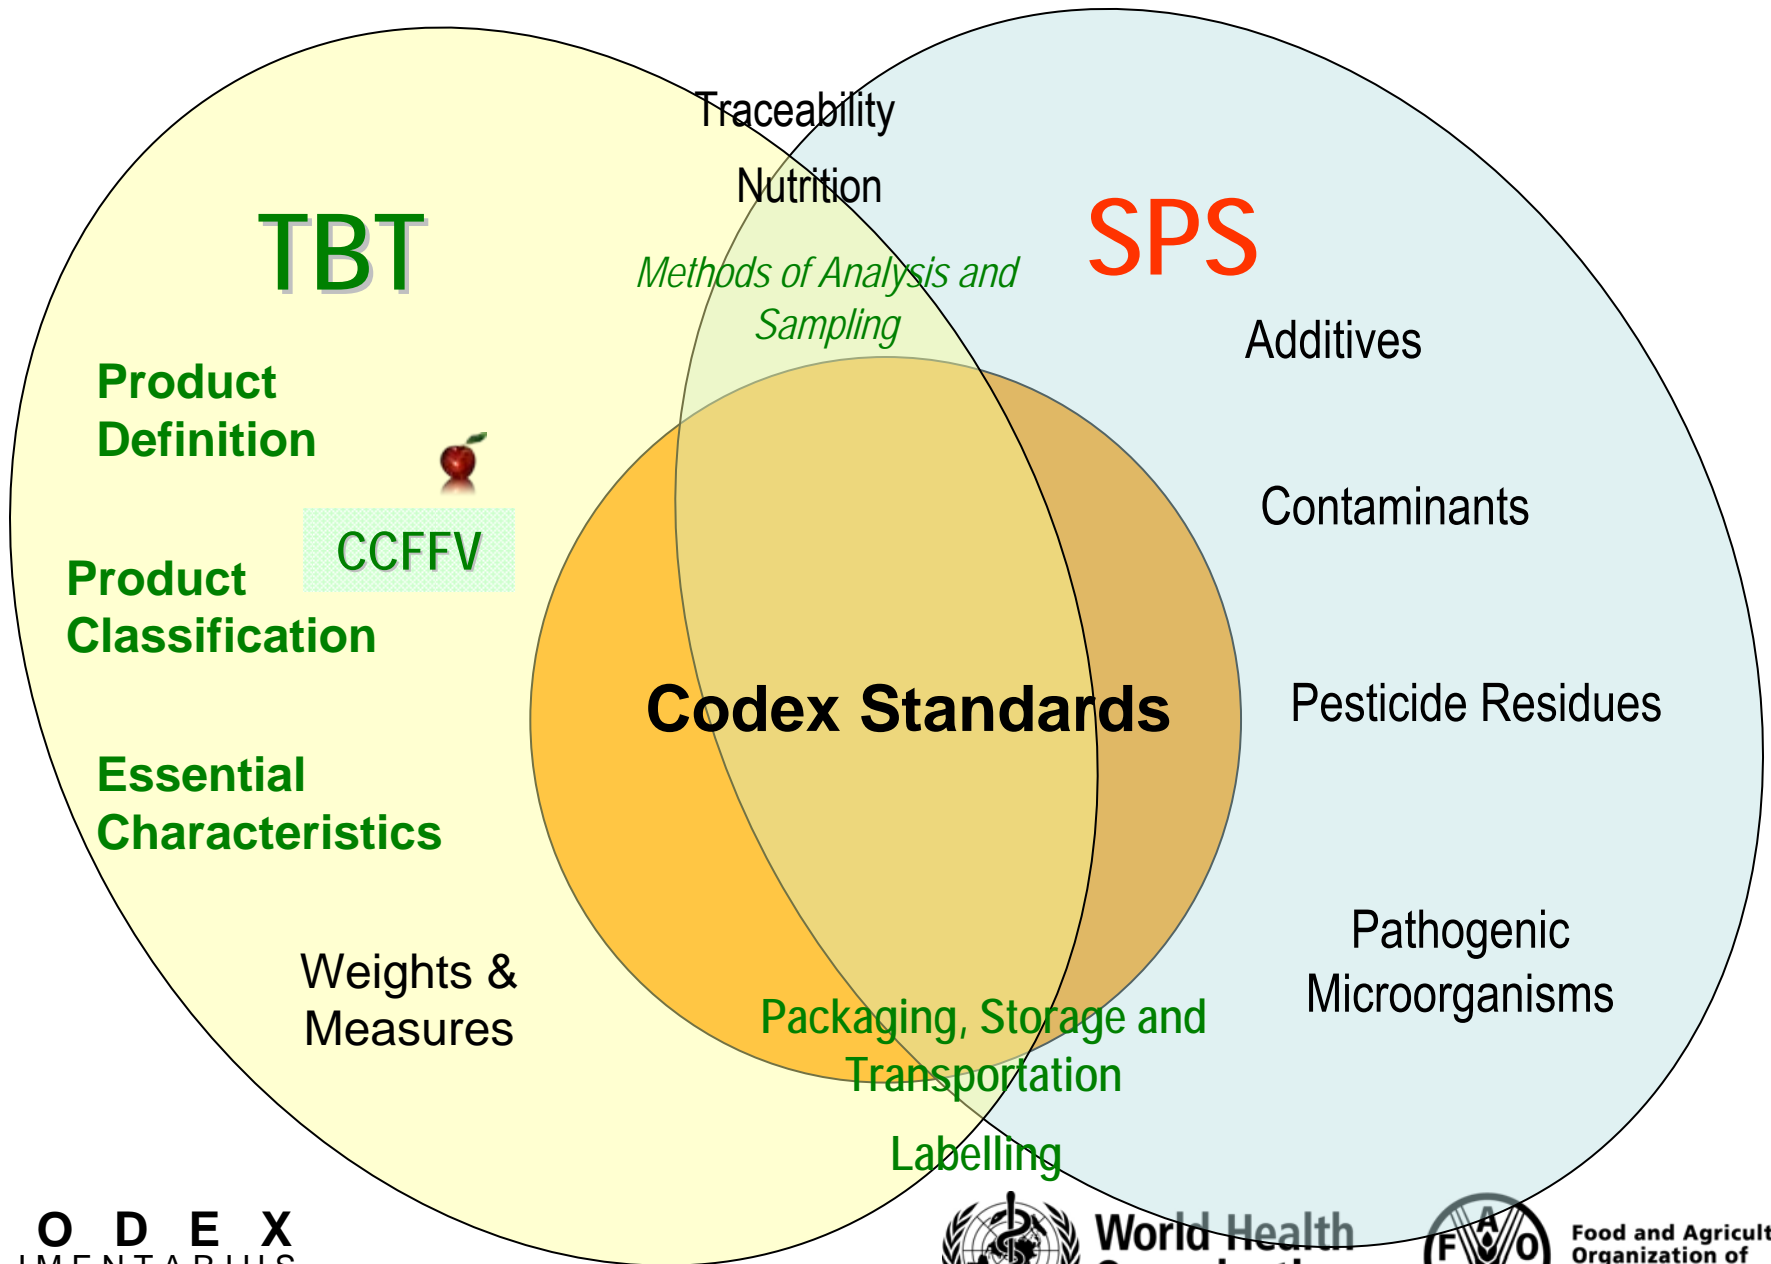 Traceability
Nutrition
TBT
SPS
Methods of Analysis and
Sampling
Additives
Product
Definition
Contaminants
CCFFV
Product
Classification
Codex Standards
Pesticide Residues
Essential
Characteristics
Pathogenic
Microorganisms
Weights &
Measures
Packaging, Storage and
Transportation
Labelling
O D E X
IMENTARIUS
World Health
FAO
Food and Agricult
Organization of